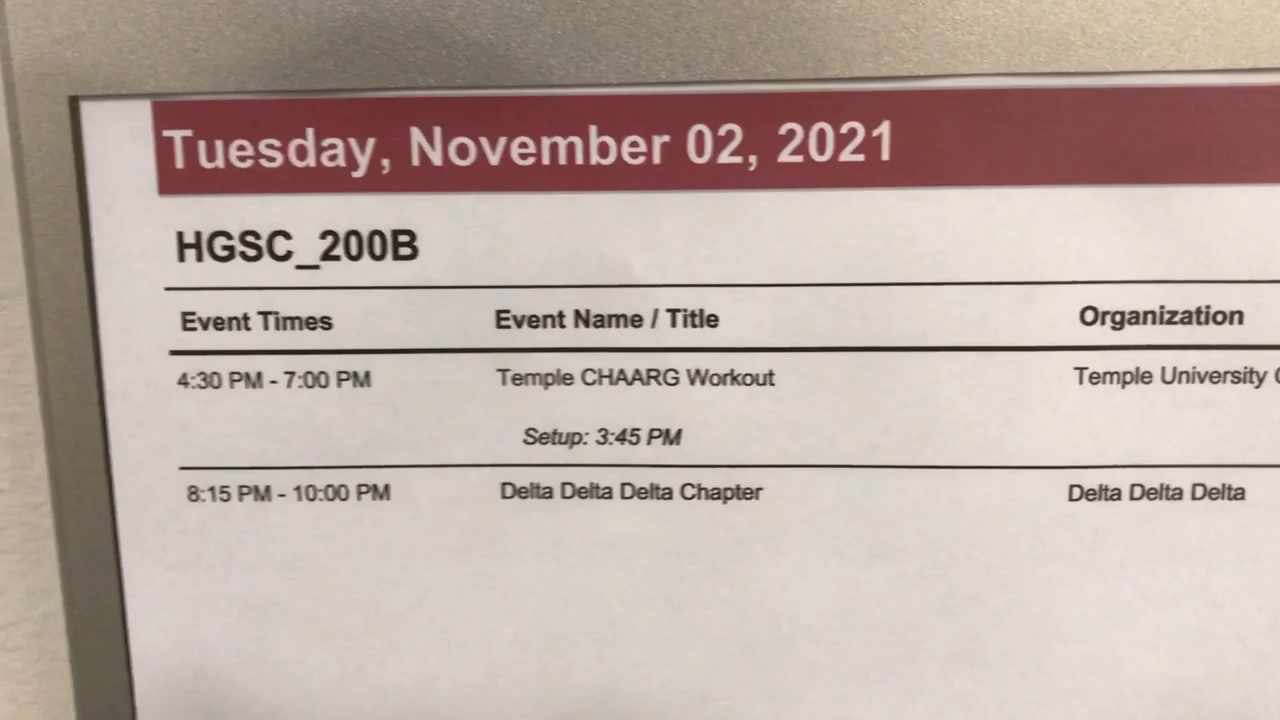 Tuesday, November 02, 2021
HGSC_200B
Event Times Event Name / Title Organization
4:30 PM - 7:00 PM Temple CHAARG Workout Temple University
Setup: 3:45 PM
8:15 PM - 10:00 PM Delta Delta Delta Chapter Delta Delta Delta